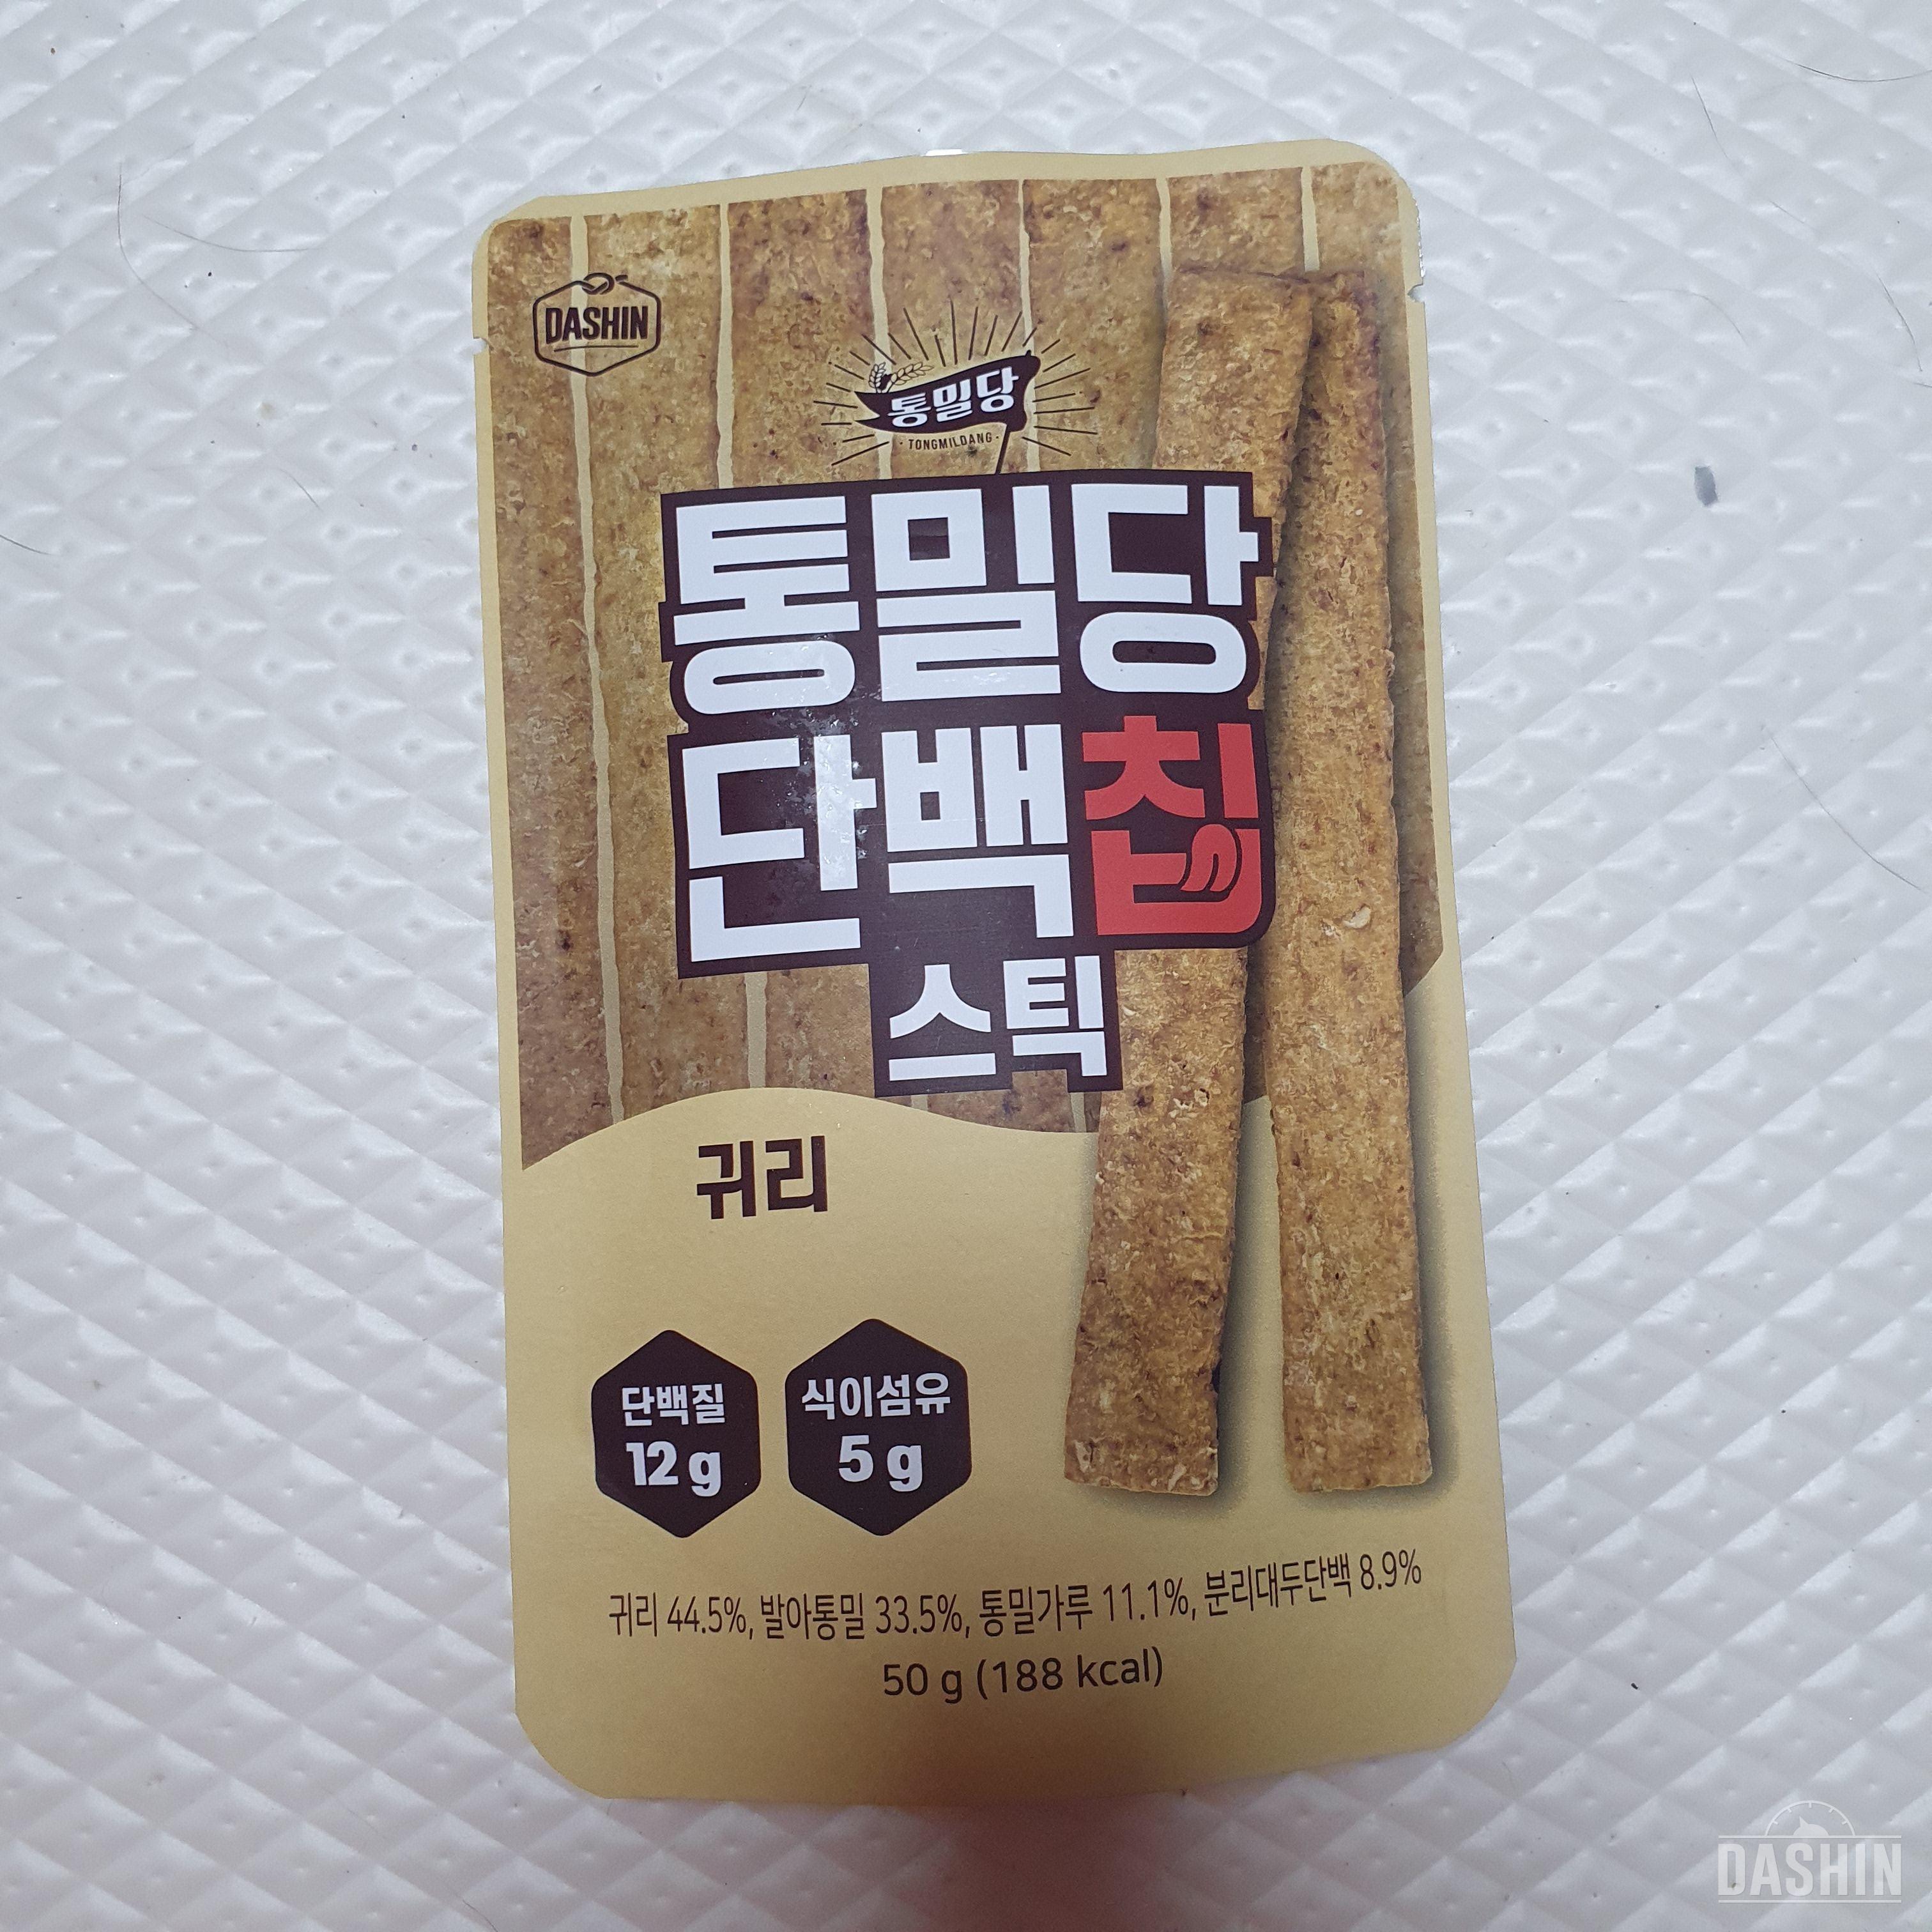 DASHIN
통밀당
TONGMILDANG
통밀당
단백칩
스틱
귀리
단백질
12 g
식이섬유
5 g
귀리 44.5%, 발아통밀 33.5%, 통밀가루 11.1%, 분리대두단백 8.9%
50 g (188 kcal)
DASHIN